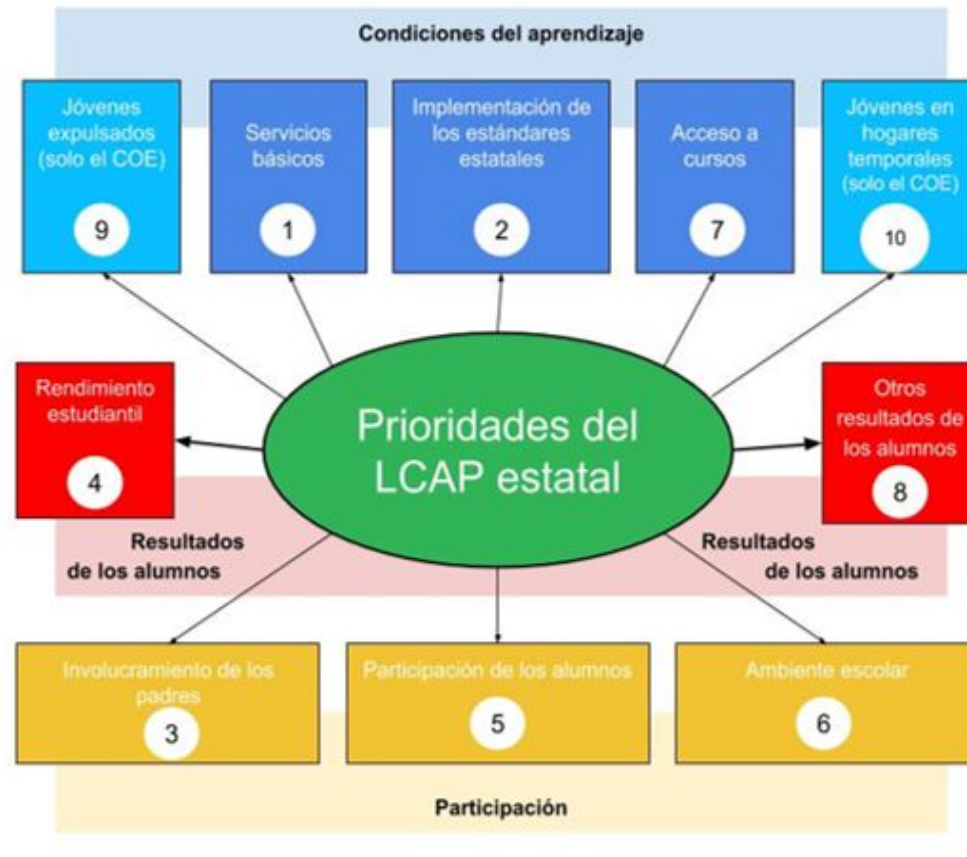 Condiciones del aprendizaje
Jóvenes
expulsados
(solo el COE)
9
Servicios
básicos
1
Implementación de
los estándares
estatales
2
Acceso a
cursos
7
Jóvenes en
hogares
temporales
(solo el COE)
10
Rendimiento
estudiantil
4
Prioridades del
LCAP estatal
Otros
resultados de
los alumnos
8
Resultados
de los alumnos
Resultados
de los alumnos
Involucramiento de los
padres
3
Participación de los alumnos
5
Ambiente escolar
6
Participación